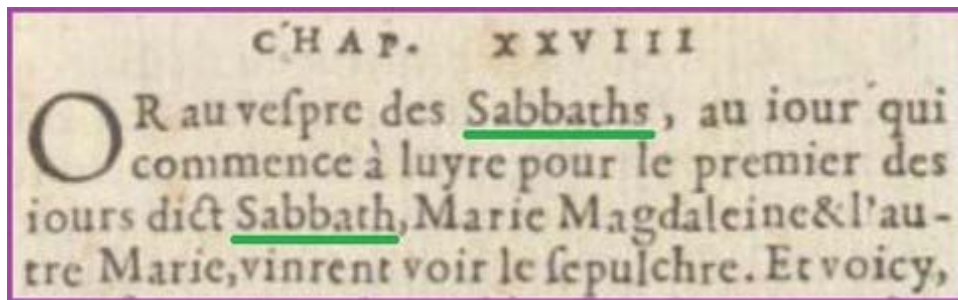 CHAP. XXVIII
OR au veſpre des Sabbaths, au iour qui
commence à luyre pour le premier des
iours dict Sabbath, Marie Magdaleine&l'au-
tre Marie, vinrent voir le ſepulchre. Et voicy,